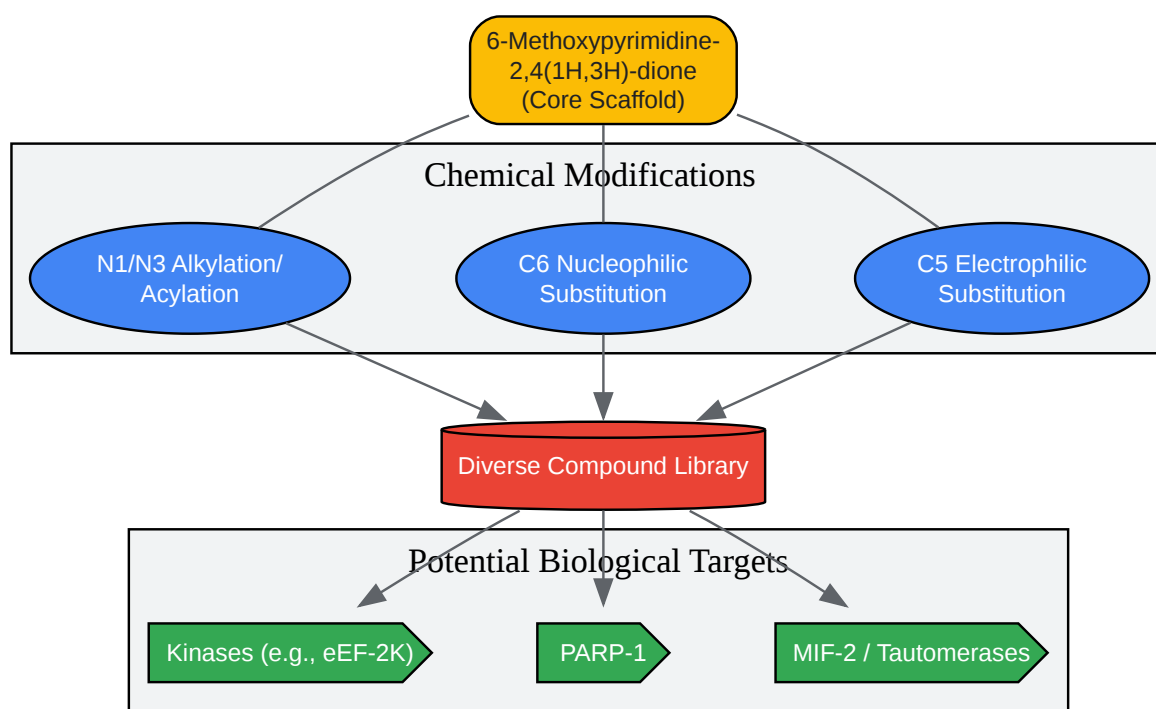 6-Methoxypyrimidine-
2,4(1H,3H)-dione
(Core Scaffold)
Chemical Modifications
N1/N3 Alkylation/
Acylation
C6 Nucleophilic
Substitution
C5 Electrophilic
Substitution
Diverse Compound Library
Potential Biological Targets
Kinases (e.g., eEF-2K)
PARP-1
MIF-2 / Tautomerases